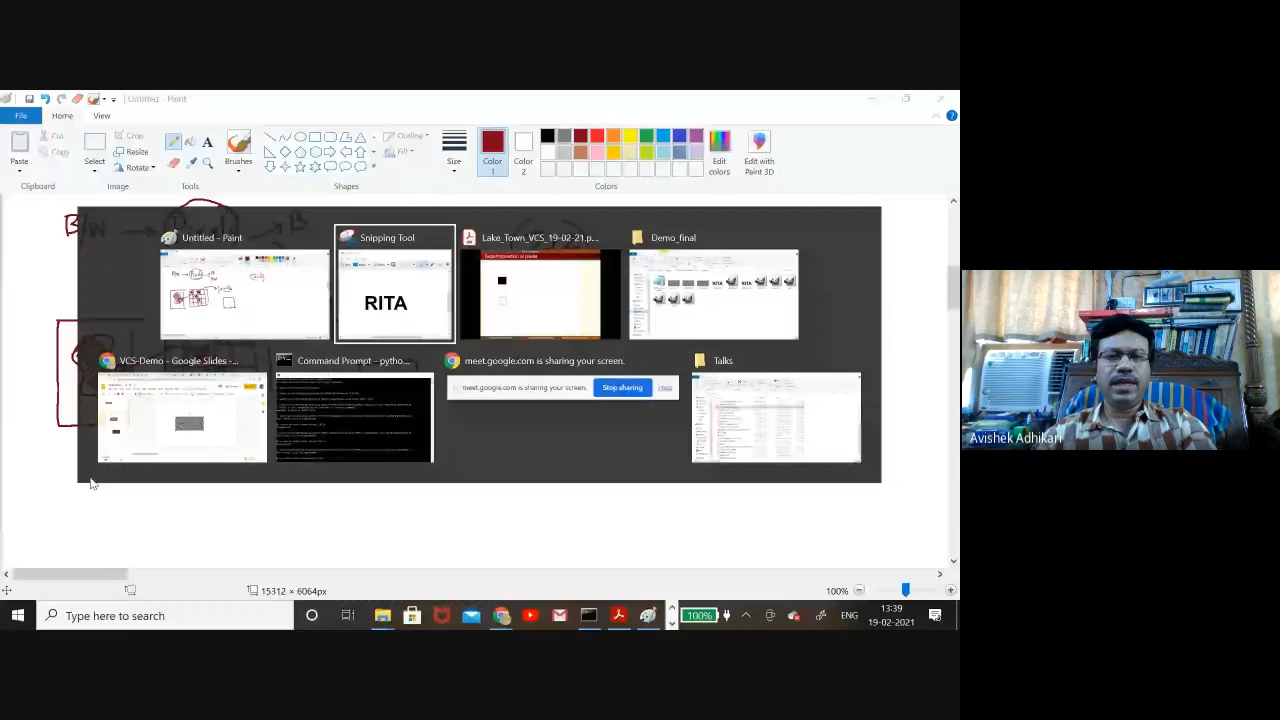 Untitled - Paint
File
Home
View
Paste
Cut
Copy
Clipboard
Select
Crop
Resize
Rotate
Image
A
Tools
Brushes
Shapes
Outline
Fill
Size
Color
1
Color
2
Colors
Edit
colors
Edit with
Paint 3D
B/W
B
Untitled - Paint
Snipping Tool
Lake_Town_VCS_19-02-21.p...
Demo_final
RITA
VCS-Demo - Google Slides -...
Command Prompt - pytho...
meet.google.com is sharing your screen.
Talks
meet.google.com is sharing your screen.
Stop sharing
Hide
Avishek Adhikari
15312 × 6064px
100%
Type here to search
100%
ENG
13:39
19-02-2021